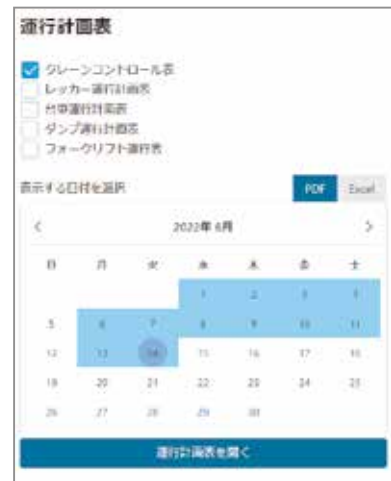 運行計画表
クレーンコントロール表
レッカー運行計画表
台車運行計画表
ダンプ運行計画表
フォークリフト運行表
表示する日付を選択 PDF Excel
< 2022年 6月 >
日 月 火 水 木 金 土
1 2 3 4
5 6 7 8 9 10 11
12 13 14 15 16 17 18
19 20 21 22 23 24 25
26 27 28 29 30
運行計画表を開く